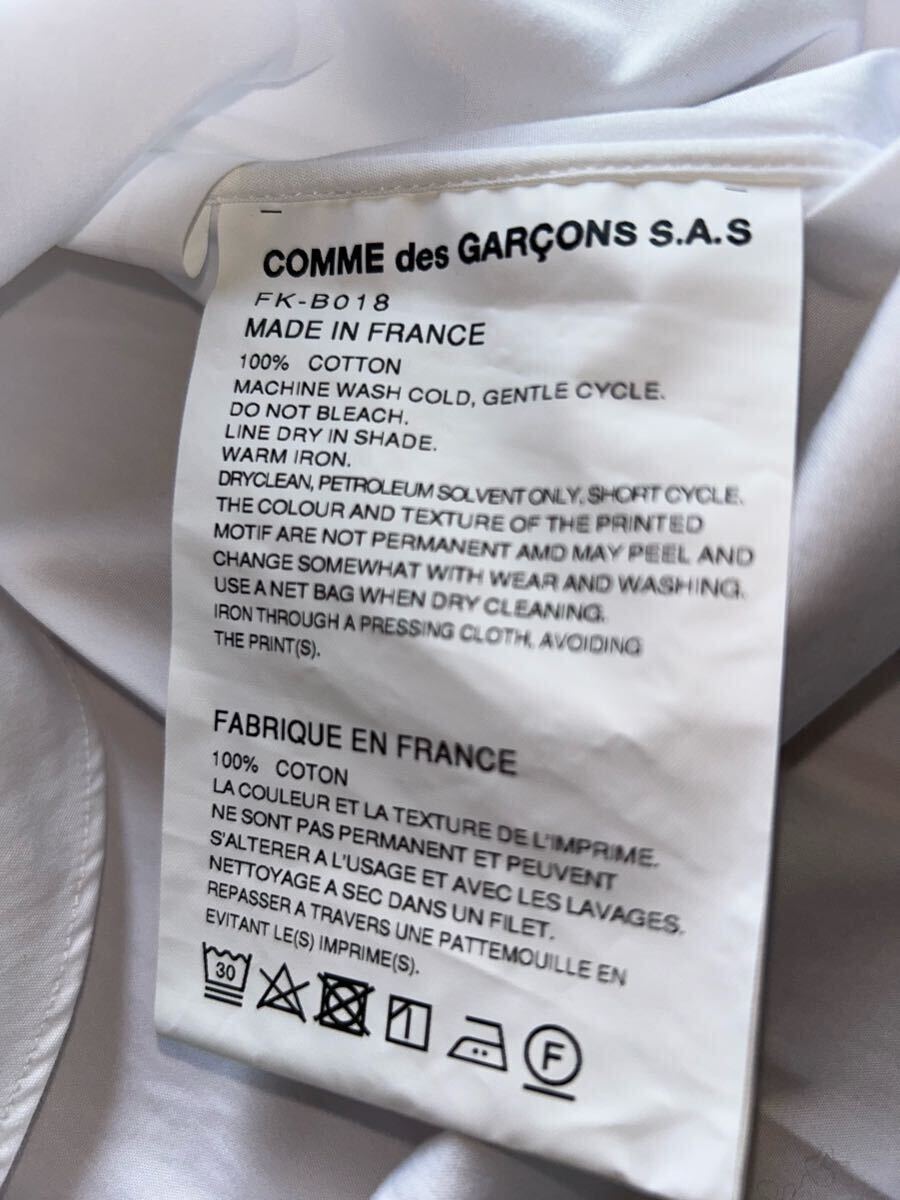 COMME des GARÇONS S.A.S
FK-B018
MADE IN FRANCE
100% COTTON
MACHINE WASH COLD, GENTLE CYCLE.
DO NOT BLEACH.
LINE DRY IN SHADE.
WARM IRON.
DRYCLEAN, PETROLEUM SOLVENT ONLY, SHORT CYCLE.
THE COLOUR AND TEXTURE OF THE PRINTED
MOTIF ARE NOT PERMANENT AMD MAY PEEL AND
CHANGE SOMEWHAT WITH WEAR AND WASHING.
USE A NET BAG WHEN DRY CLEANING.
IRON THROUGH A PRESSING CLOTH, AVOIDING
THE PRINT(S).
FABRIQUE EN FRANCE
100% COTON
LA COULEUR ET LA TEXTURE DE L'IMPRIME.
NE SONT PAS PERMANENT ET PEUVENT
S'ALTERER A L'USAGE ET AVEC LES LAVAGES.
NETTOYAGE A SEC DANS UN FILET.
REPASSER A TRAVERS UNE PATTEMOUILLE EN
EVITANT LE(S) IMPRIME(S).
30 F